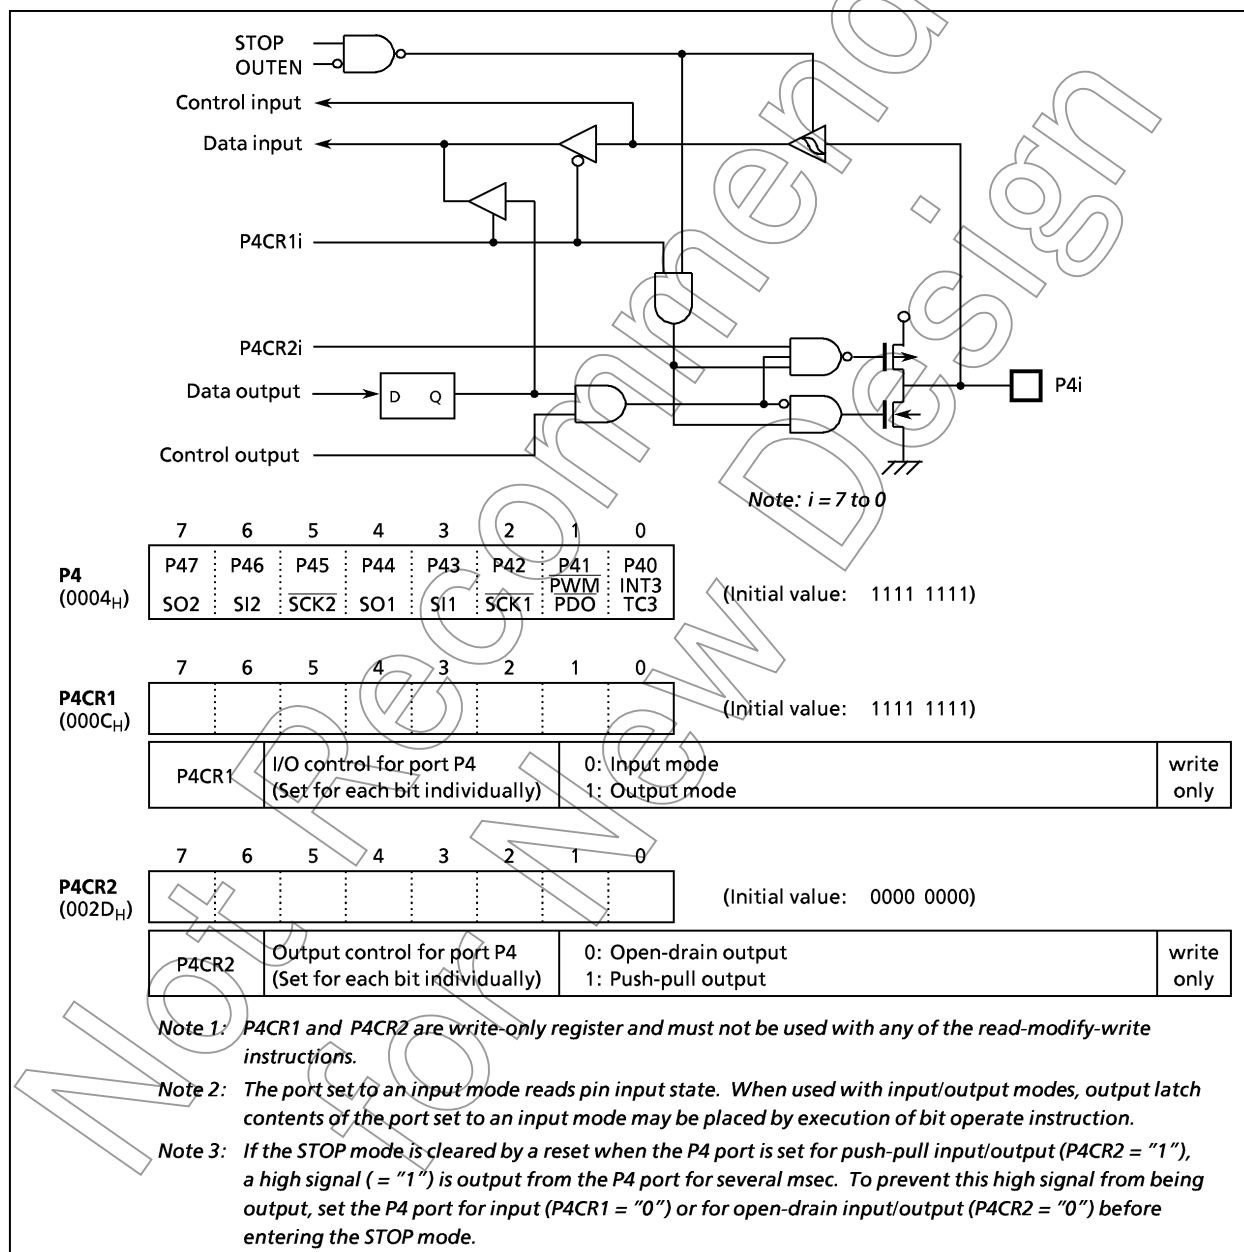 STOP
OUTEN
Control input
Data input
P4CR1i
P4CR2i
Data output
D Q
P4i
Control output
Note: i = 7 to 0
7 6 5 4 3 2 1 0
P4 (0004H)
P47 P46 P45 P44 P43 P42 P41 P40
PWM INT3
SO2 SI2 SCK2 SO1 SI1 SCK1 PDO TC3
(Initial value: 1111 1111)
7 6 5 4 3 2 1 0
P4CR1 (000CH)
(Initial value: 1111 1111)
P4CR1
I/O control for port P4
(Set for each bit individually)
0: Input mode
1: Output mode
write
only
7 6 5 4 3 2 1 0
P4CR2 (002DH)
(Initial value: 0000 0000)
P4CR2
Output control for port P4
(Set for each bit individually)
0: Open-drain output
1: Push-pull output
write
only
Note 1: P4CR1 and P4CR2 are write-only register and must not be used with any of the read-modify-write
instructions.
Note 2: The port set to an input mode reads pin input state. When used with input/output modes, output latch
contents of the port set to an input mode may be placed by execution of bit operate instruction.
Note 3: If the STOP mode is cleared by a reset when the P4 port is set for push-pull input/output (P4CR2 = "1"),
a high signal ( = "1") is output from the P4 port for several msec. To prevent this high signal from being
output, set the P4 port for input (P4CR1 = "0") or for open-drain input/output (P4CR2 = "0") before
entering the STOP mode.
Not Recommend
for New Design